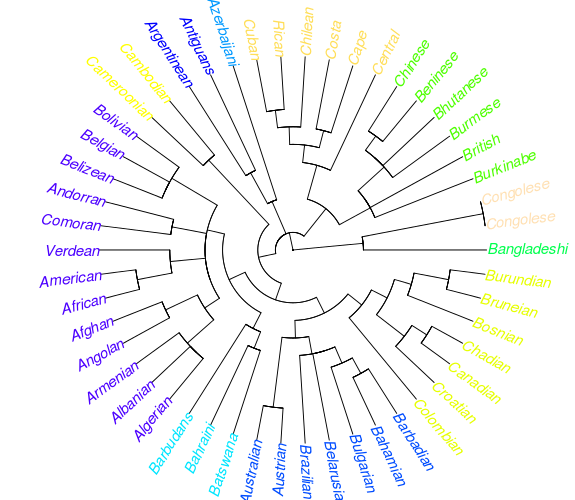 Azerbaijani
Cuban
Rican
Chilean
Costa
Cape
Central
Chinese
Beninese
Bhutanese
Burmese
British
Burkinabe
Congolese
Congolese
Bangladeshi
Burundian
Bruneian
Bosnian
Chadian
Canadian
Croatian
Colombian
Barbadian
Bahamian
Bulgarian
Belarusia
Brazilian
Austrian
Australian
Batswana
Bahraini
Barbudans
Algerian
Albanian
Armenian
Angolan
Afghan
African
American
Verdean
Comoran
Andorran
Belizean
Belgian
Bolivian
Cameroonian
Cambodian
Argentinean
Antiguans